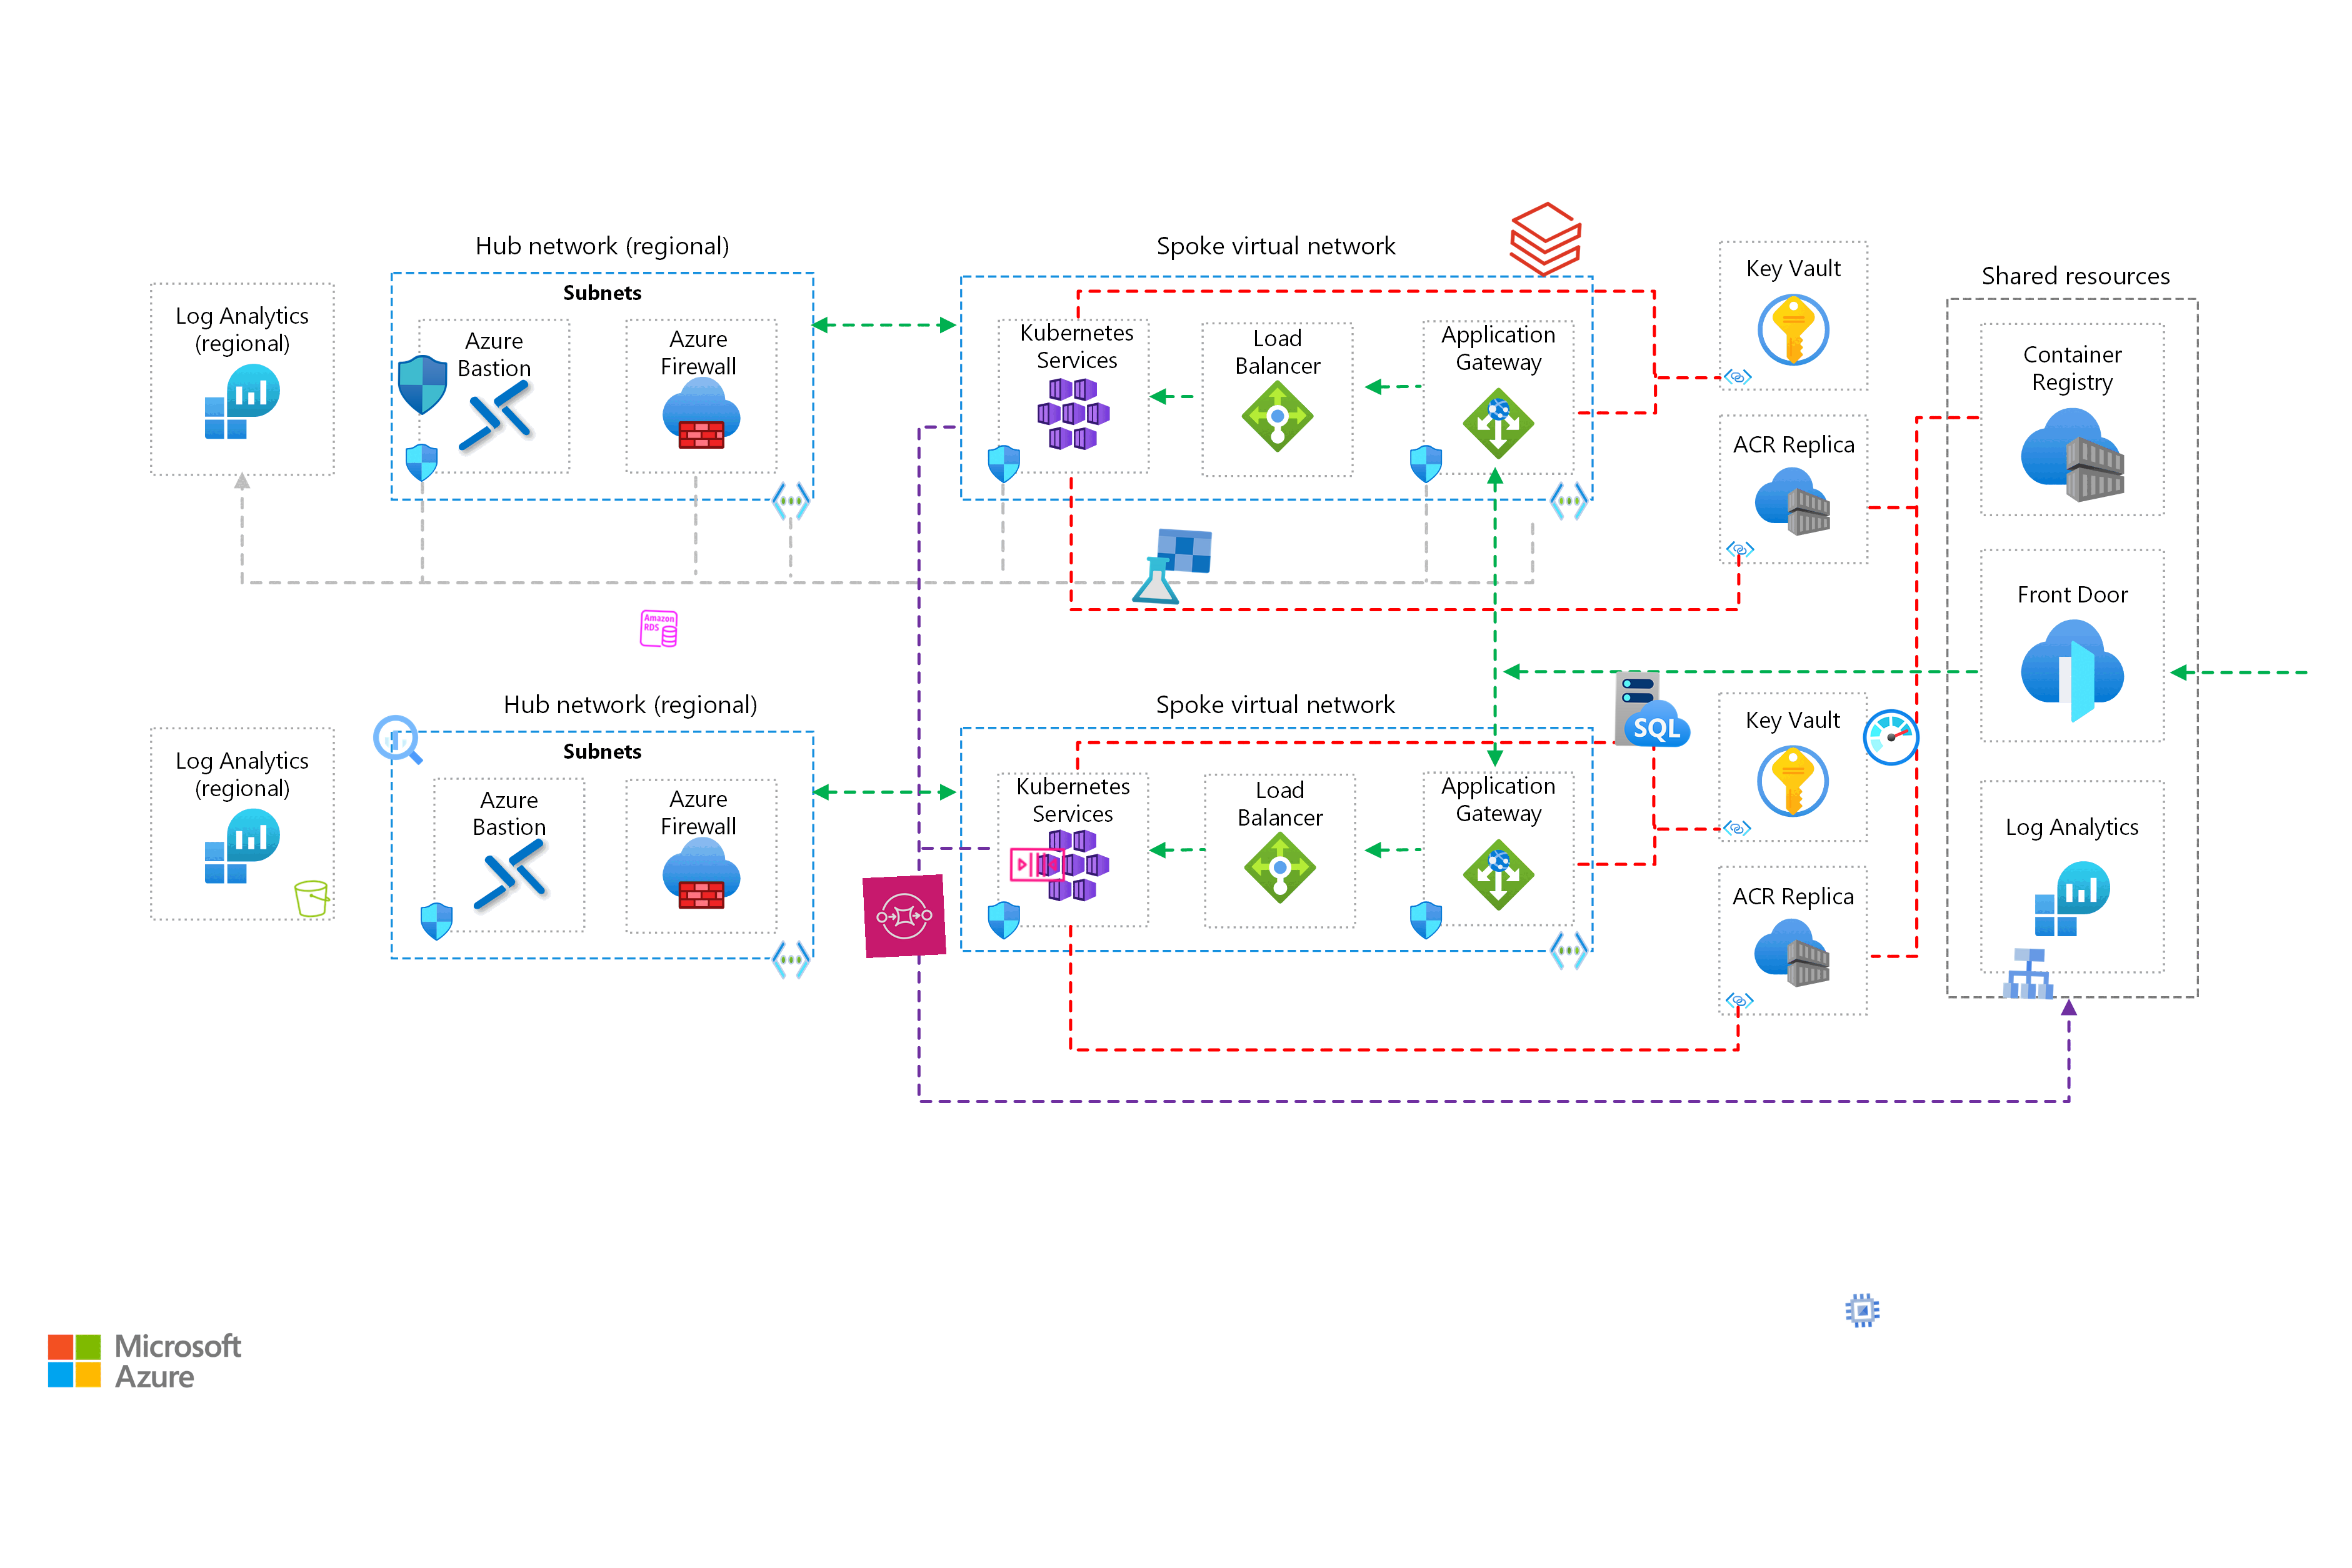 Hub network (regional)
Spoke virtual network
Shared resources
Log Analytics
(regional)
Subnets
Azure
Bastion
Azure
Firewall
Kubernetes
Services
Load
Balancer
Application
Gateway
Key Vault
ACR Replica
Container
Registry
Front Door
Log Analytics
Amazon
RDS
Hub network (regional)
Spoke virtual network
Log Analytics
(regional)
Subnets
Azure
Bastion
Azure
Firewall
Kubernetes
Services
Load
Balancer
Application
Gateway
SQL
Key Vault
ACR Replica
Microsoft
Azure